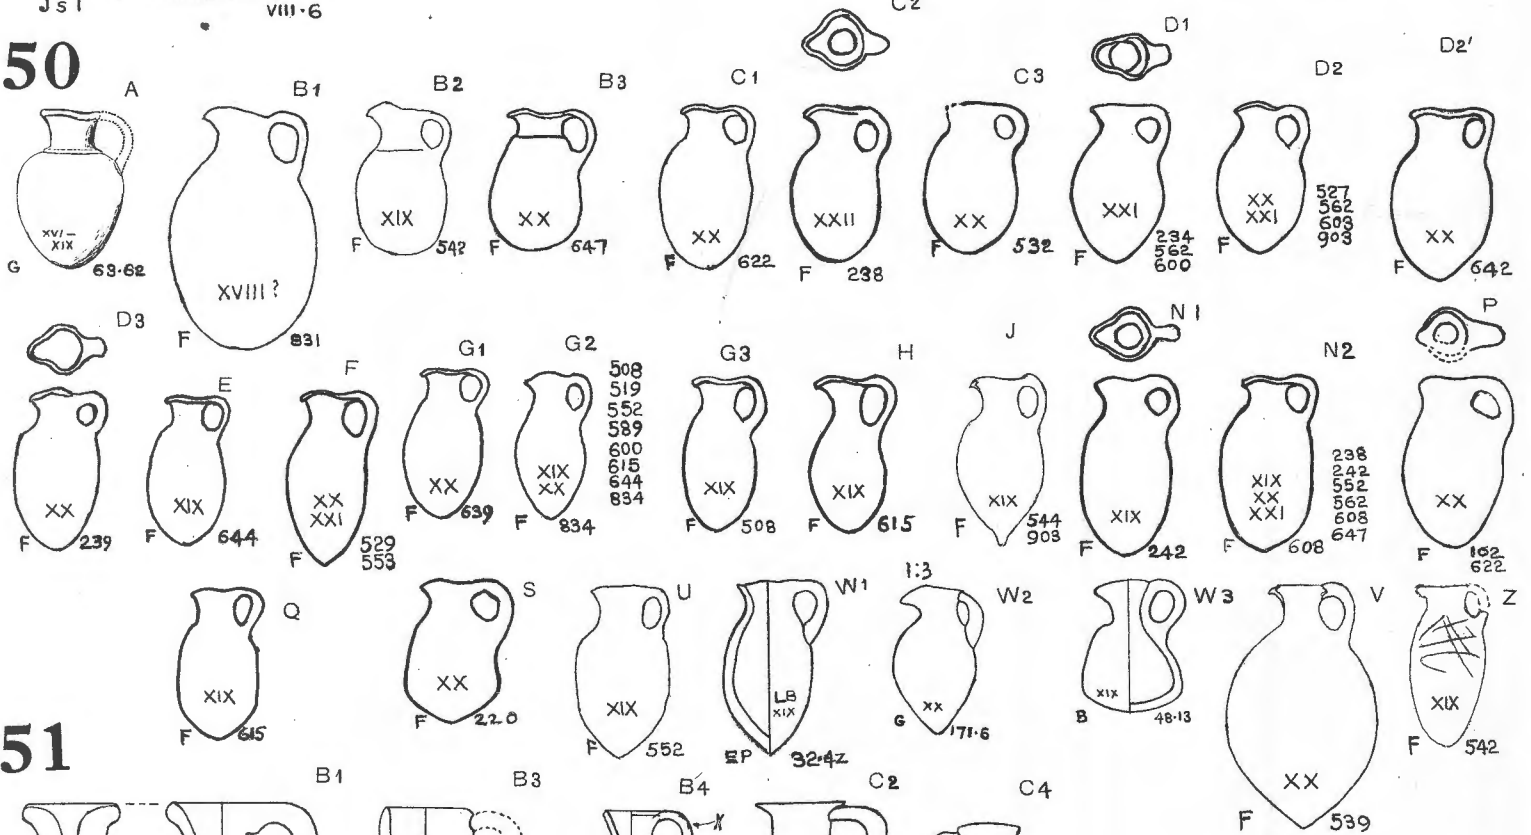 VIII·6
C2
50
A
XVI–
XIX
G
63·62
B1
XVIII?
F
831
B2
XIX
F
B3
XX
F
647
C1
XX
F
622
XXII
F
238
C3
XX
F
532
D1
XXI
F
234
562
600
D2
XX
XXI
F
527
562
603
903
D2'
XX
F
642
D3
XX
F
239
E
XIX
F
644
F
XX
XXI
F
529
553
G1
XX
F
639
G2
XIX
XX
F
834
508
519
552
589
600
615
644
834
G3
XIX
F
508
H
XIX
F
615
J
XIX
F
544
903
N1
XIX
F
242
N2
XIX
XX
XXI
F
608
238
242
552
562
608
647
P
XX
F
102
622
Q
XIX
F
615
S
XX
F
220
U
XIX
F
552
W1
LB
XIX
EP
32·42
1:3
W2
XX
G
171·6
W3
XIX
B
48·13
V
XX
F
539
Z
XIX
F
542
51
B1
B3
B4
C2
C4